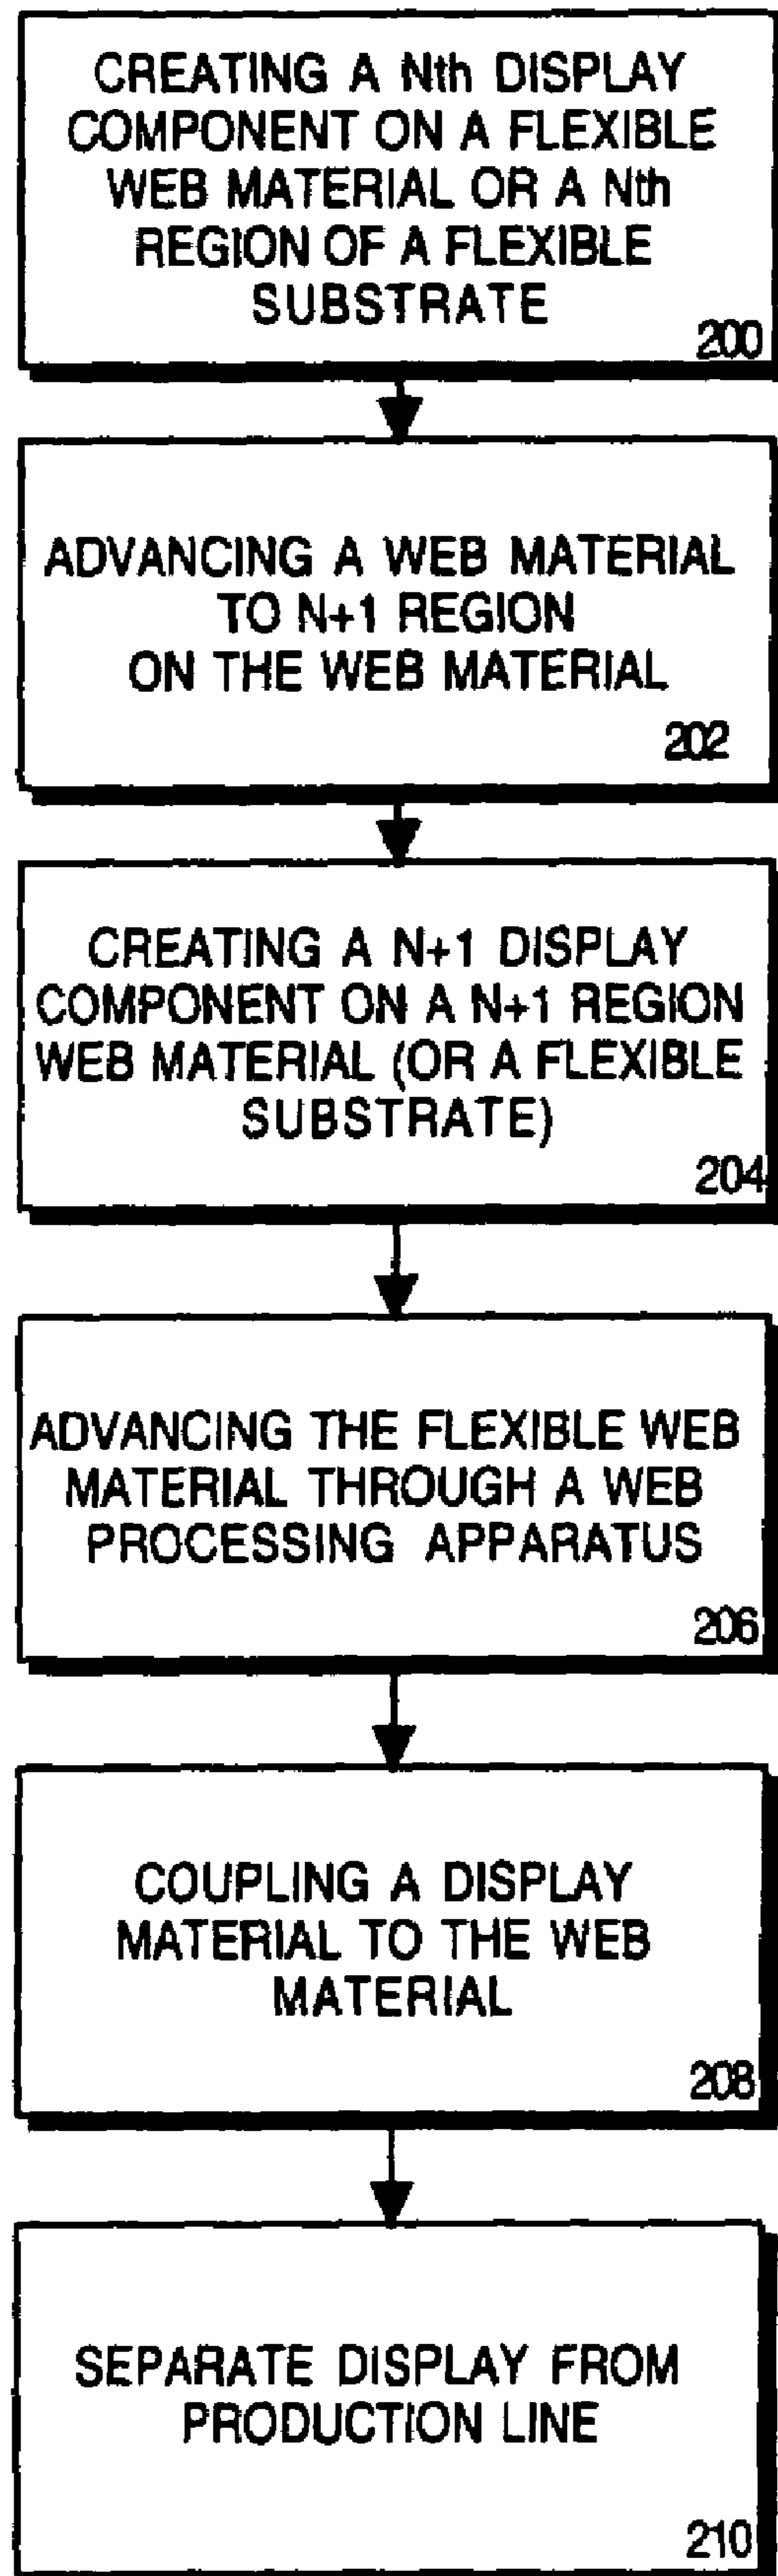 CREATING A Nth DISPLAY
COMPONENT ON A FLEXIBLE
WEB MATERIAL OR A Nth
REGION OF A FLEXIBLE
SUBSTRATE
200
ADVANCING A WEB MATERIAL
TO N+1 REGION
ON THE WEB MATERIAL
202
CREATING A N+1 DISPLAY
COMPONENT ON A N+1 REGION
WEB MATERIAL (OR A FLEXIBLE
SUBSTRATE)
204
ADVANCING THE FLEXIBLE WEB
MATERIAL THROUGH A WEB
PROCESSING APPARATUS
206
COUPLING A DISPLAY
MATERIAL TO THE WEB
MATERIAL
208
SEPARATE DISPLAY FROM
PRODUCTION LINE
210